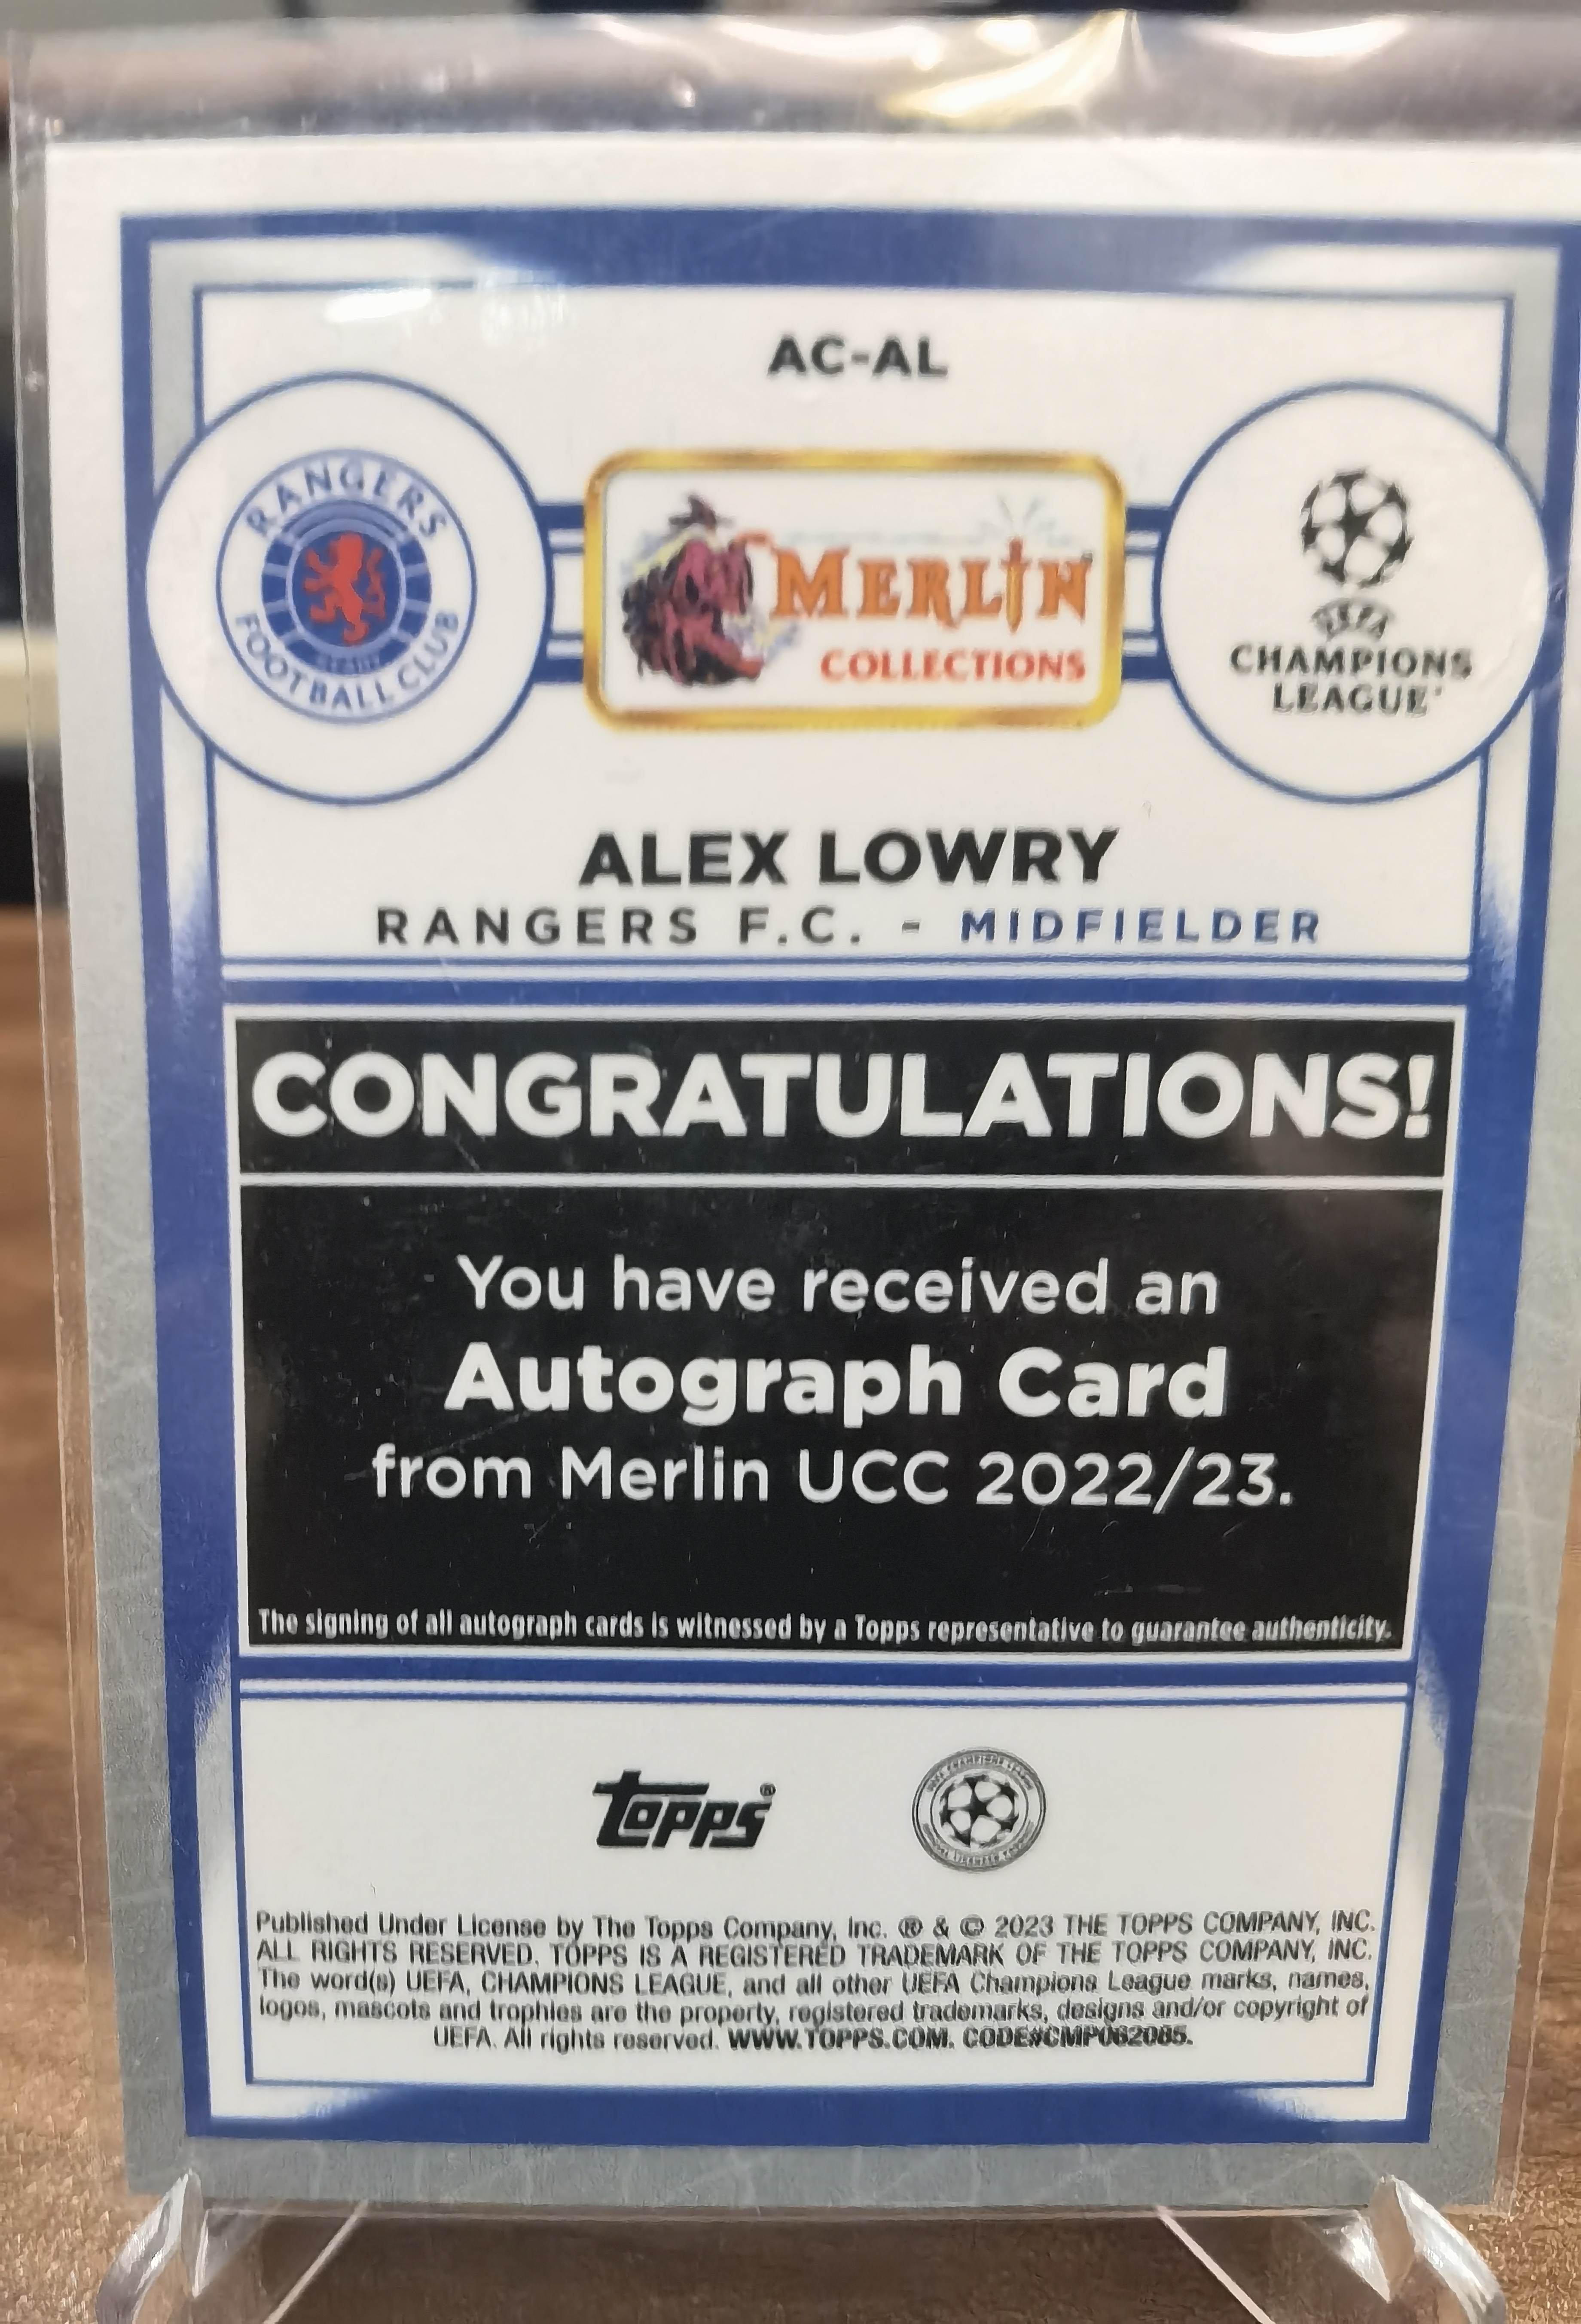 AC-AL
RANGERS
FOOTBALL CLUB
MERLIN
COLLECTIONS
UEFA
CHAMPIONS
LEAGUE
ALEX LOWRY
RANGERS F.C. - MIDFIELDER
CONGRATULATIONS!
You have received an
Autograph Card
from Merlin UCC 2022/23.
The signing of all autograph cards is witnessed by a Topps representative to guarantee authenticity.
topps®
Published Under License by The Topps Company, Inc. ® & © 2023 THE TOPPS COMPANY, INC.
ALL RIGHTS RESERVED. TOPPS IS A REGISTERED TRADEMARK OF THE TOPPS COMPANY, INC.
The word(s) UEFA, CHAMPIONS LEAGUE, and all other UEFA Champions League marks, names,
logos, mascots and trophies are the property, registered trademarks, designs and/or copyright of
UEFA. All rights reserved. WWW.TOPPS.COM. CODE#CMP062085.